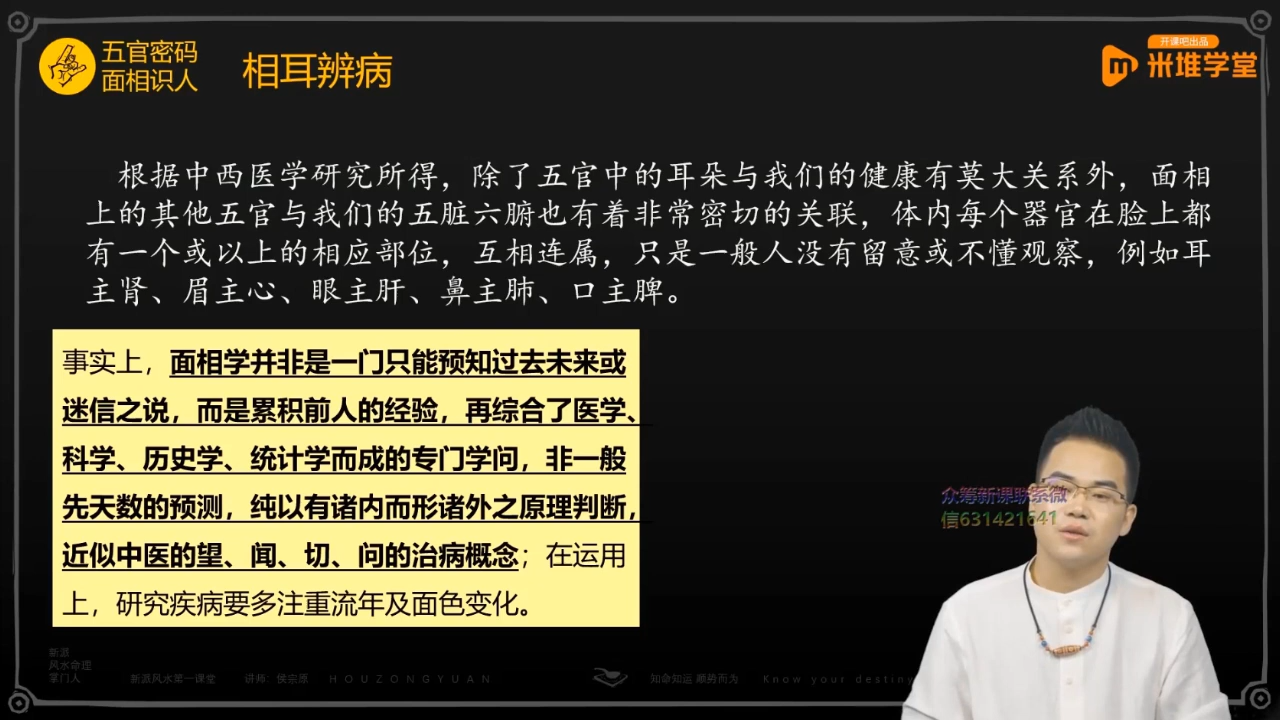 五官密码
面相识人
相耳辨病
开课吧出品
米堆学堂
根据中西医学研究所得，除了五官中的耳朵与我们的健康有莫大关系外，面相
上的其他五官与我们的五脏六腑也有着非常密切的关联，体内每个器官在脸上都
有一个或以上的相应部位，互相连属，只是一般人没有留意或不懂观察，例如耳
主肾、眉主心、眼主肝、鼻主肺、口主脾。
事实上，面相学并非是一门只能预知过去未来或
迷信之说，而是累积前人的经验，再综合了医学、
科学、历史学、统计学而成的专门学问，非一般
先天数的预测，纯以有诸内而形诸外之原理判断，
近似中医的望、闻、切、问的治病概念；在运用
上，研究疾病要多注重流年及面色变化。
众筹新课联系微
信631421641
新派
风水命理
掌门人
新派风水第一课堂
讲师：侯宗原
HOUZONGYUAN
知命知运 顺势而为
Know your destiny